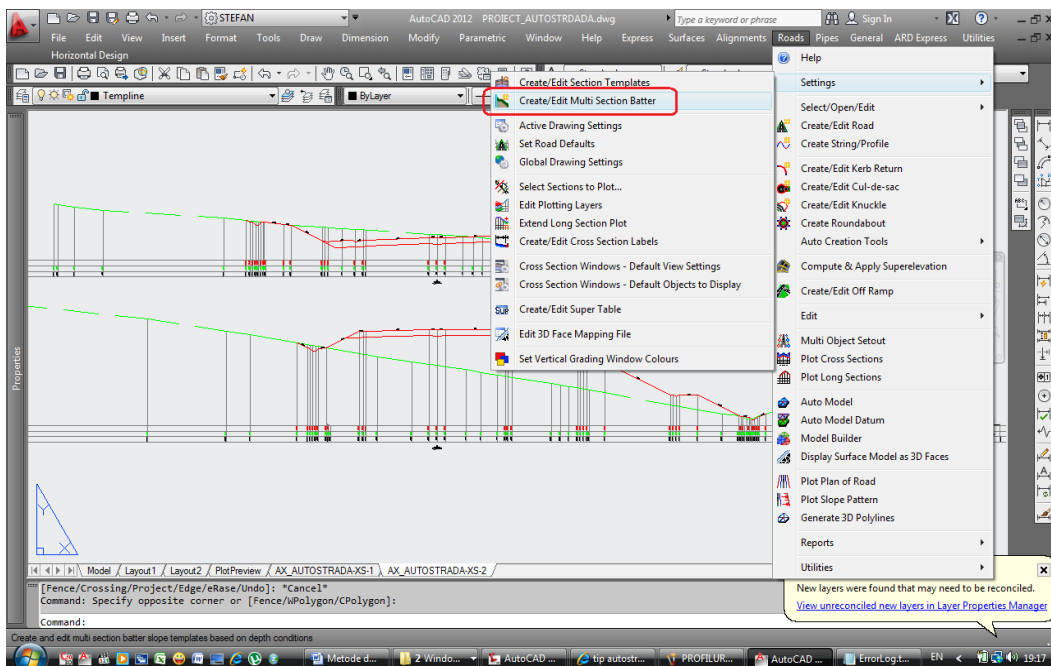 STEFAN
AutoCAD 2012 PROJECT_AUTOSTRDADA.dwg
Type a keyword or phrase
Sign In
File Edit View Insert Format Tools Draw Dimension Modify Parametric Window Help Express Surfaces Alignments Roads Pipes General ARD Express Utilities
Horizontal Design
Templine
ByLayer
Create/Edit Section Templates
Create/Edit Multi Section Batter
Active Drawing Settings
Set Road Defaults
Global Drawing Settings
Select Sections to Plot...
Edit Plotting Layers
Extend Long Section Plot
Create/Edit Cross Section Labels
Cross Section Windows - Default View Settings
Cross Section Windows - Default Objects to Display
SUP Create/Edit Super Table
Edit 3D Face Mapping File
Set Vertical Grading Window Colours
Help
Settings
Select/Open/Edit
Create/Edit Road
Create String/Profile
Create/Edit Kerb Return
Create/Edit Cul-de-sac
Create/Edit Knuckle
Create Roundabout
Auto Creation Tools
Compute & Apply Superelevation
Create/Edit Off Ramp
Edit
Multi Object Setout
Plot Cross Sections
Plot Long Sections
Auto Model
Auto Model Datum
Model Builder
Display Surface Model as 3D Faces
Plot Plan of Road
Plot Slope Pattern
Generate 3D Polylines
Reports
Utilities
Properties
Y
X
Model Layout1 Layout2 PlotPreview AX_AUTOSTRADA-XS-1 AX_AUTOSTRADA-XS-2
[Fence/Crossing/Project/Edge/eRase/Undo]: *Cancel*
Command: Specify opposite corner or [Fence/WPolygon/CPolygon]:
Command:
New layers were found that may need to be reconciled.
View unreconciled new layers in Layer Properties Manager
Create and edit multi section batter slope templates based on depth conditions
Metode d... 2 Windo... AutoCAD ... tip autostr... PROFILUR... AutoCAD ... ErrorLog.t... EN 19:17